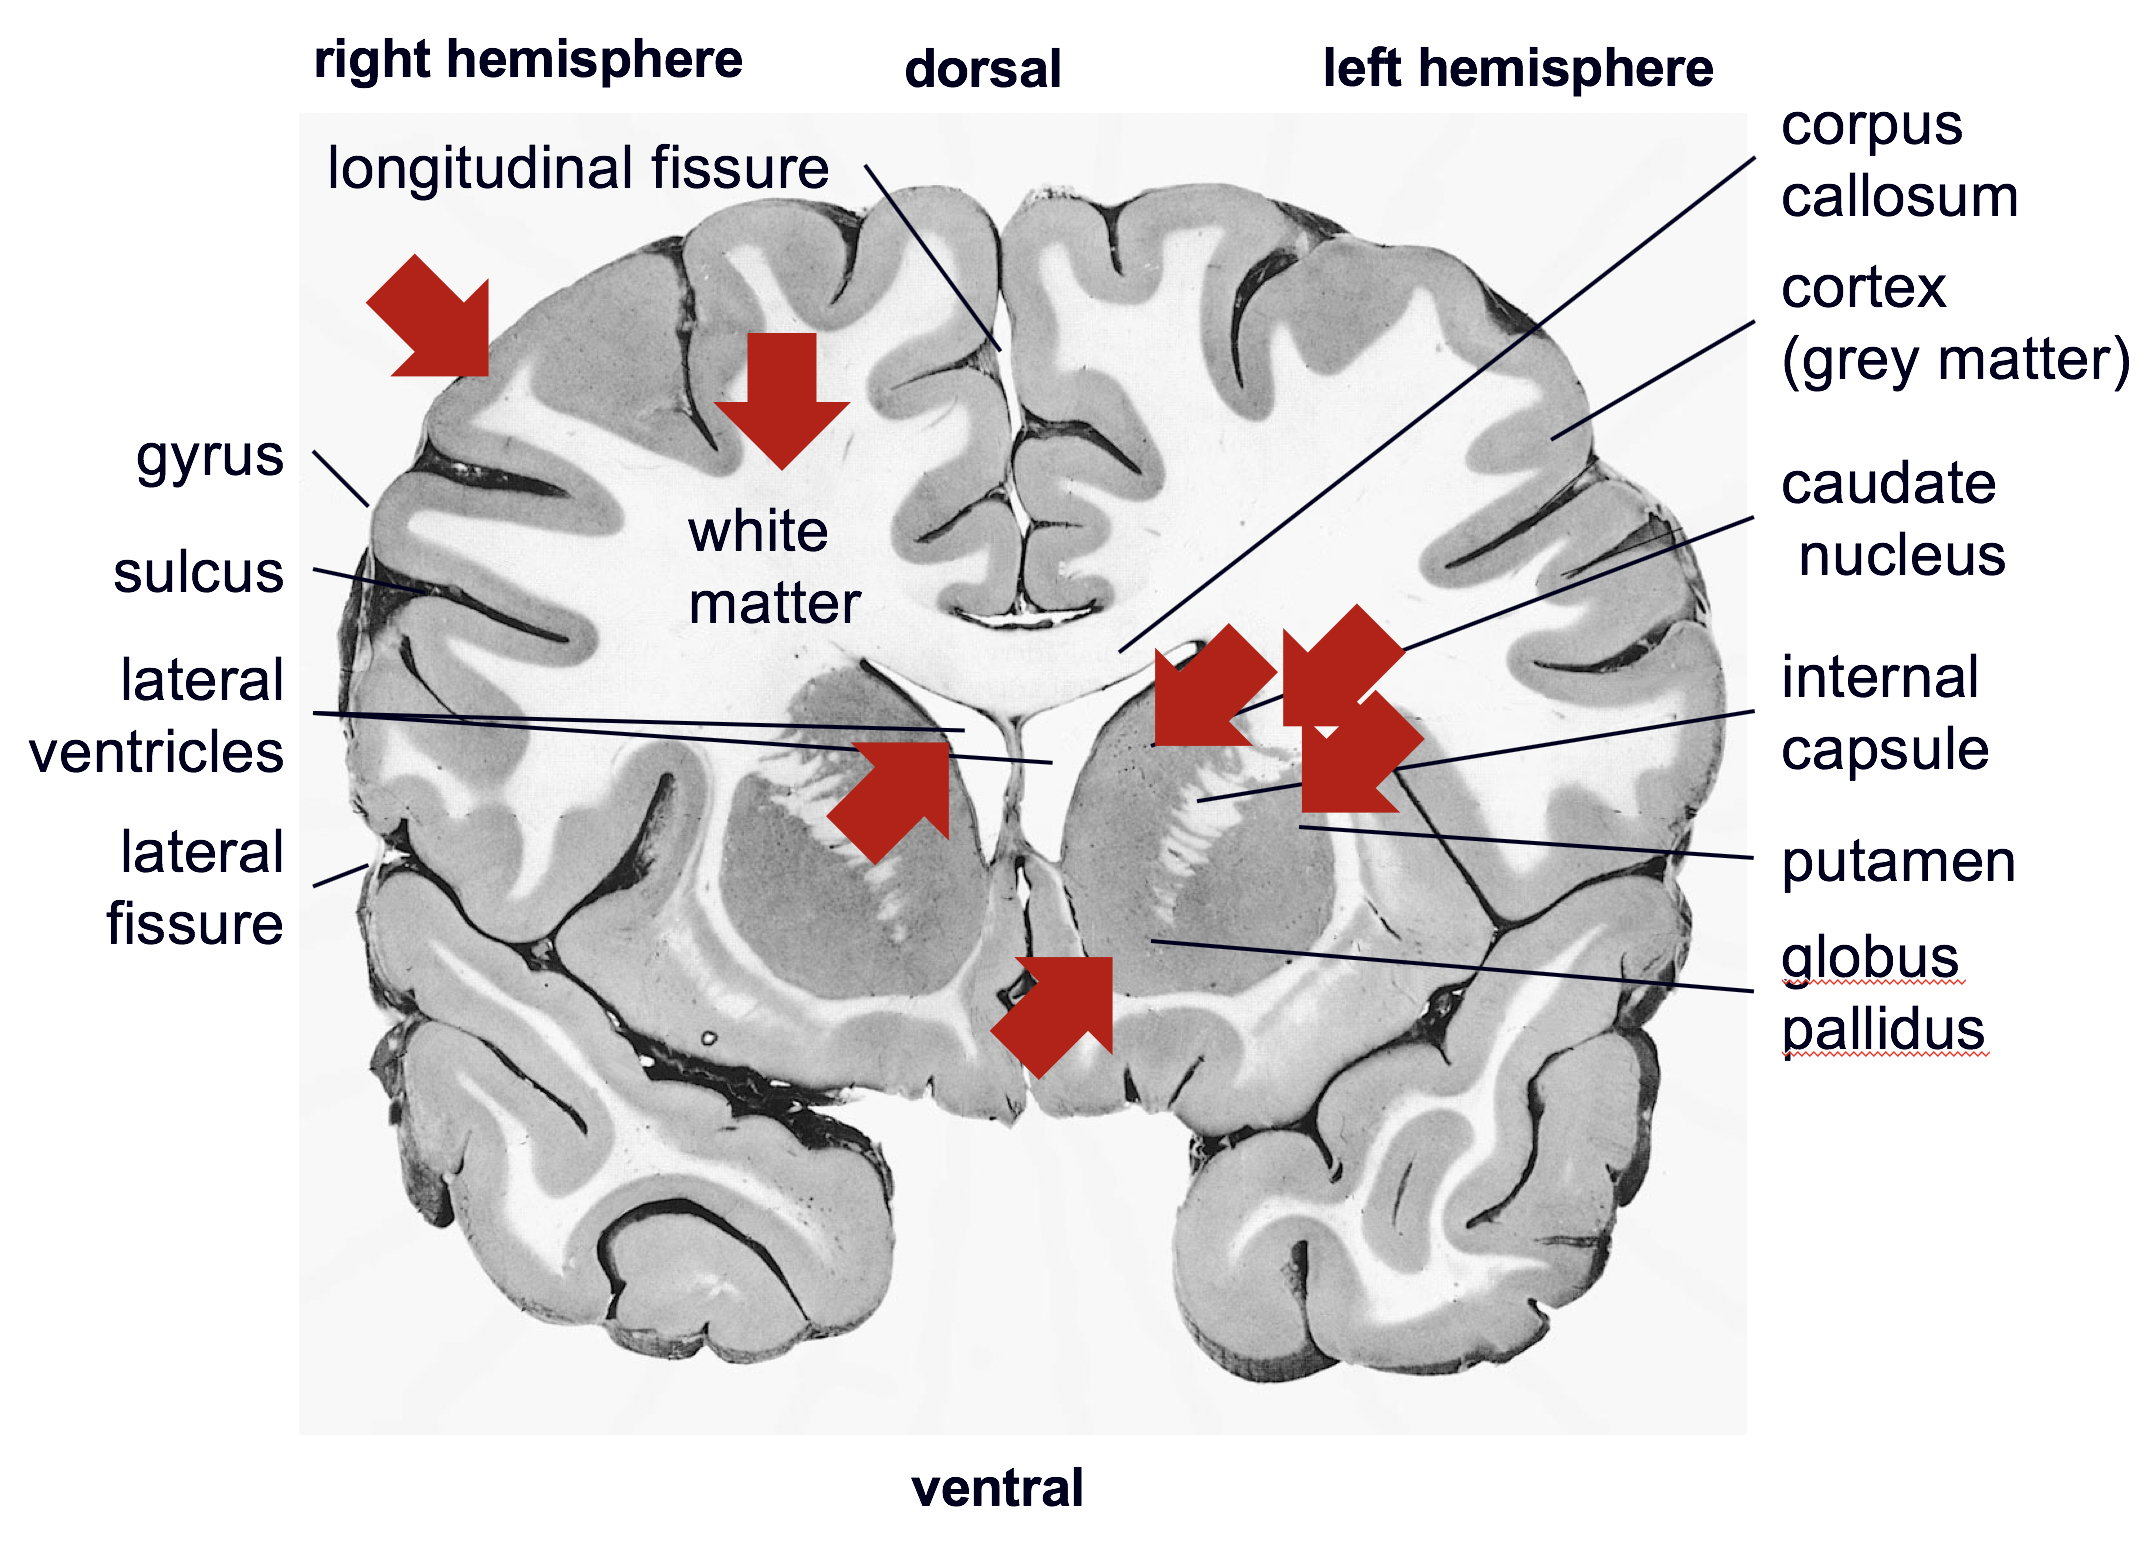 right hemisphere
dorsal
left hemisphere
longitudinal fissure
corpus
callosum
cortex
(grey matter)
gyrus
caudate
nucleus
white
matter
sulcus
lateral
ventricles
internal
capsule
lateral
fissure
putamen
globus
pallidus
ventral